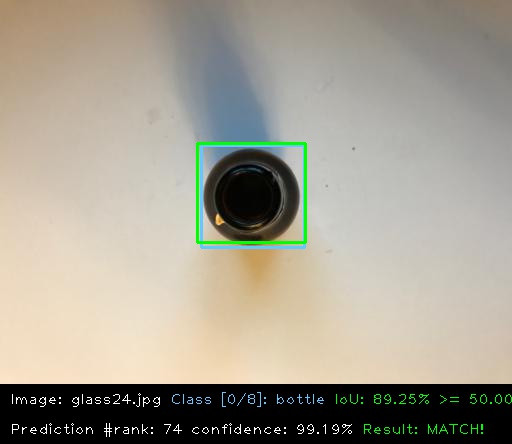 Image: glass24.jpg Class [0/8]: bottle IoU: 89.25% >= 50.00
Prediction #rank: 74 confidence: 99.19% Result: MATCH!